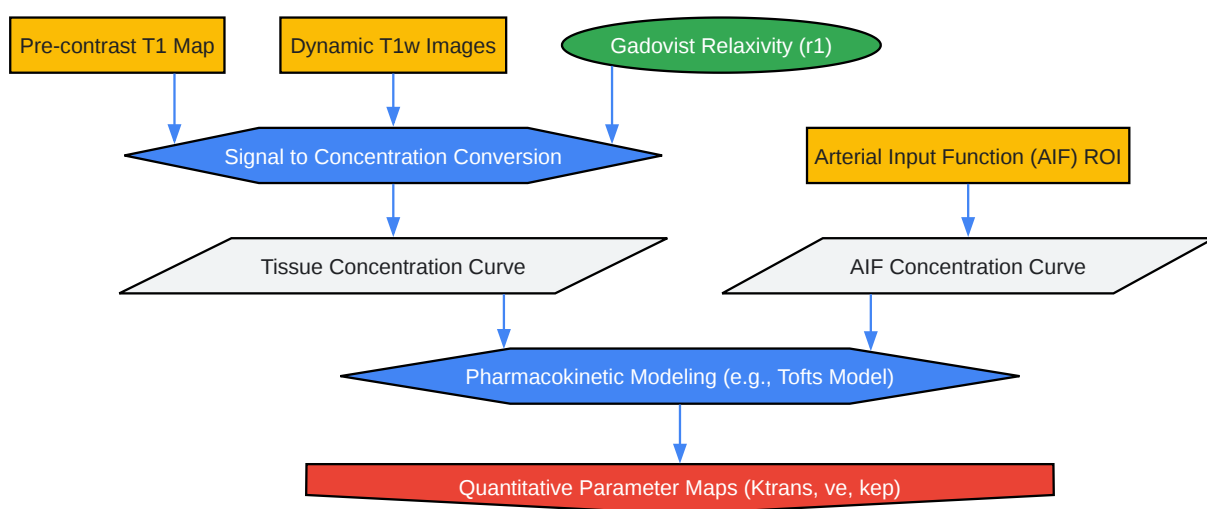 Pre-contrast T1 Map
Dynamic T1w Images
Gadovist Relaxivity (r1)
Signal to Concentration Conversion
Arterial Input Function (AIF) ROI
Tissue Concentration Curve
AIF Concentration Curve
Pharmacokinetic Modeling (e.g., Tofts Model)
Quantitative Parameter Maps (Ktrans, ve, kep)